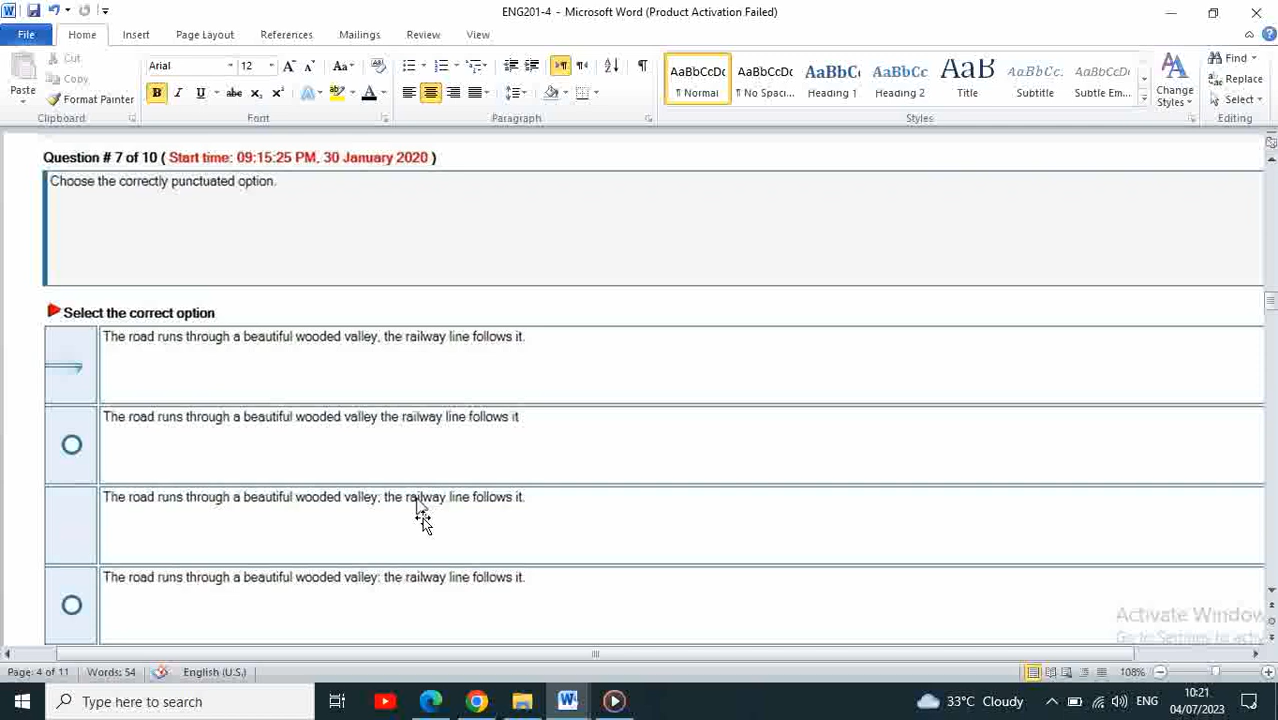 ENG201-4 - Microsoft Word (Product Activation Failed)
File Home Insert Page Layout References Mailings Review View
Paste
Cut
Copy
Format Painter
Clipboard
Arial 12
Font
Paragraph
AaBbCcDc AaBbCcDc AaBbC AaBbCc AaB AaBbCc. AaBbCcDc
¶ Normal ¶ No Spaci... Heading 1 Heading 2 Title Subtitle Subtle Em...
Change Styles
Styles
Find
Replace
Select
Editing
Question # 7 of 10 ( Start time: 09:15:25 PM, 30 January 2020 )
Choose the correctly punctuated option.
Select the correct option
The road runs through a beautiful wooded valley, the railway line follows it.
The road runs through a beautiful wooded valley the railway line follows it
The road runs through a beautiful wooded valley; the railway line follows it.
The road runs through a beautiful wooded valley: the railway line follows it.
Activate Window
Go to Settings to activ
Page: 4 of 11 Words: 54 English (U.S.) 108%
Type here to search
33°C Cloudy
ENG
10:21
04/07/2023